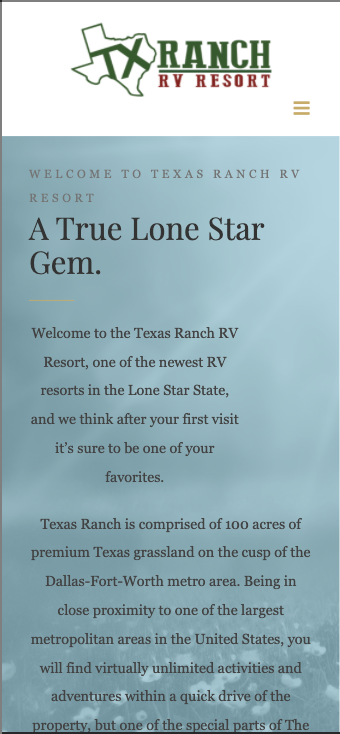 TX RANCH
RV RESORT
WELCOME TO TEXAS RANCH RV
RESORT
A True Lone Star
Gem.
Welcome to the Texas Ranch RV
Resort, one of the newest RV
resorts in the Lone Star State,
and we think after your first visit
it's sure to be one of your
favorites.
Texas Ranch is comprised of 100 acres of
premium Texas grassland on the cusp of the
Dallas-Fort-Worth metro area. Being in
close proximity to one of the largest
metropolitan areas in the United States, you
will find virtually unlimited activities and
adventures within a quick drive of the
property, but one of the special parts of The